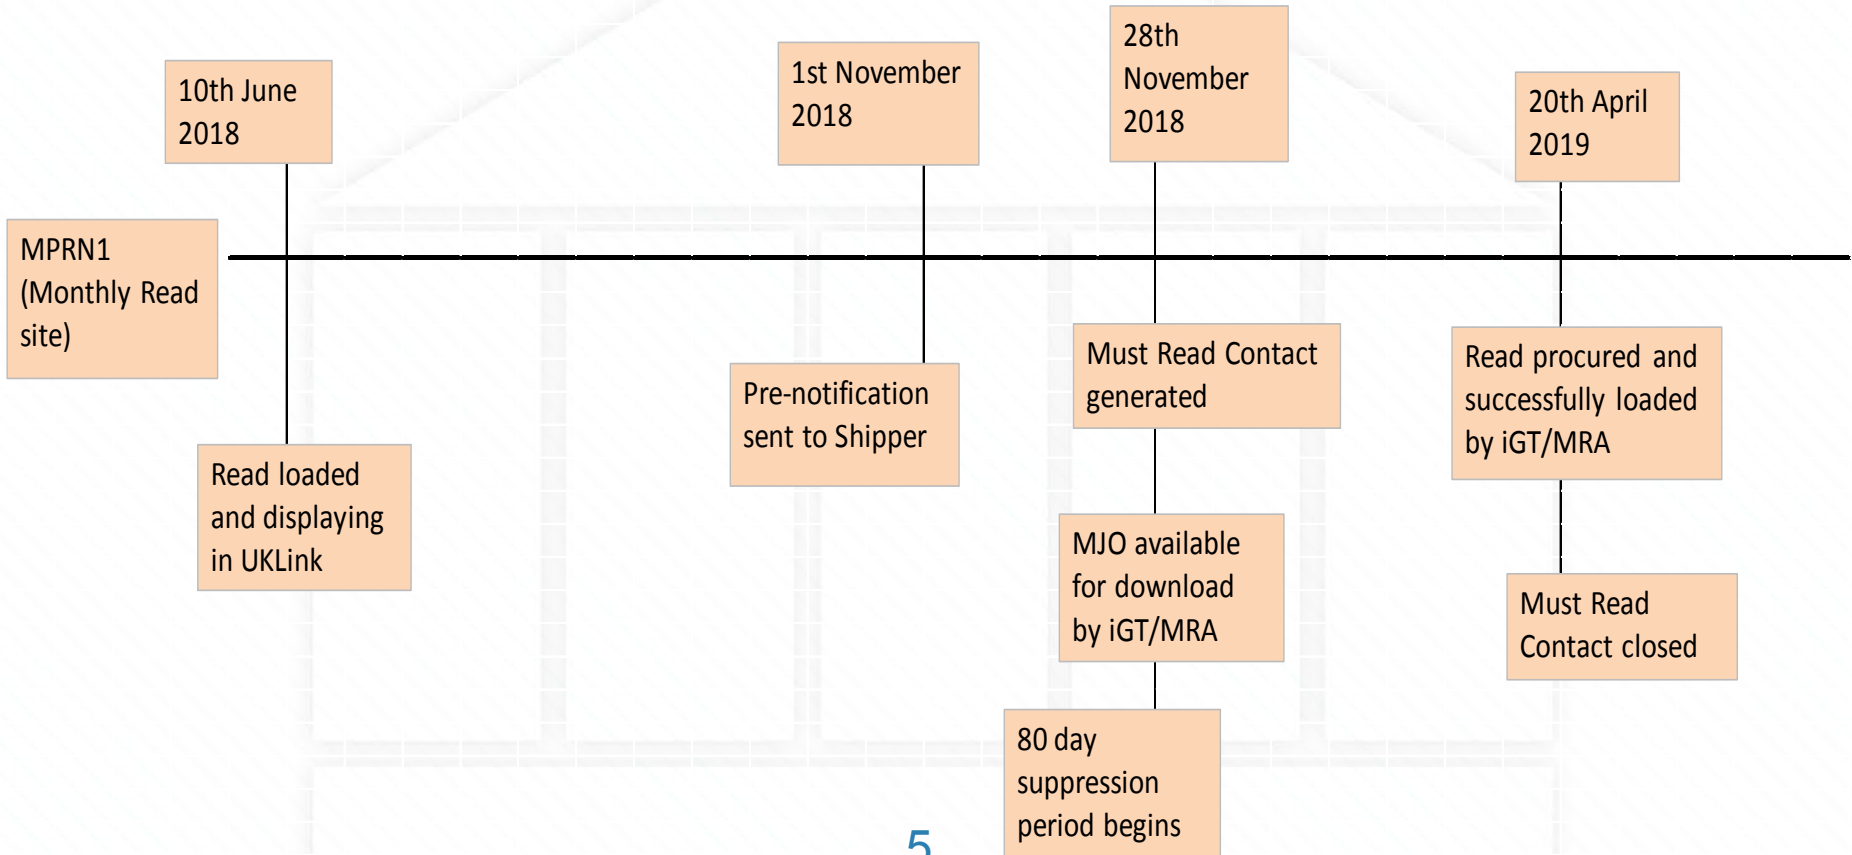 10th June
2018
1st November
2018
28th
November
2018
20th April
2019
MPRN1
(Monthly Read
site)
Read loaded
and displaying
in UKLink
Pre-notification
sent to Shipper
Must Read Contact
generated
MJO available
for download
by iGT/MRA
80 day
suppression
period begins
Read procured and
successfully loaded
by iGT/MRA
Must Read
Contact closed
5